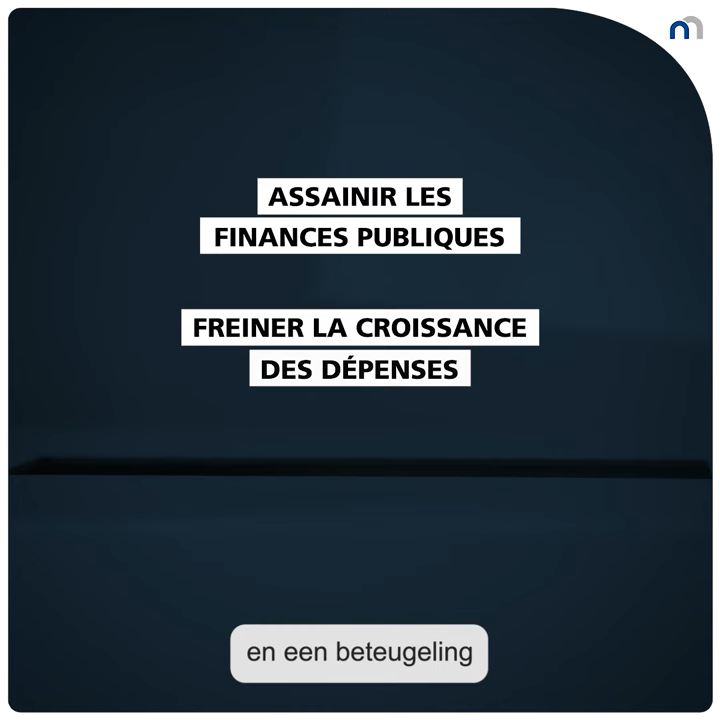 ASSAINIR LES
FINANCES PUBLIQUES
FREINER LA CROISSANCE
DES DÉPENSES
en een beteugeling